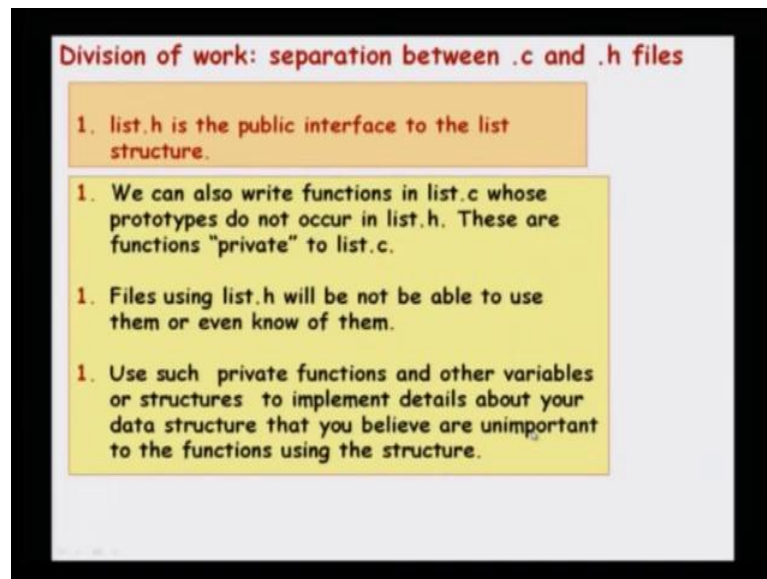 Division of work: separation between .c and .h files
1. list.h is the public interface to the list
structure.
1. We can also write functions in list.c whose
prototypes do not occur in list.h. These are
functions "private" to list.c.
1. Files using list.h will be not be able to use
them or even know of them.
1. Use such private functions and other variables
or structures to implement details about your
data structure that you believe are unimportant
to the functions using the structure.